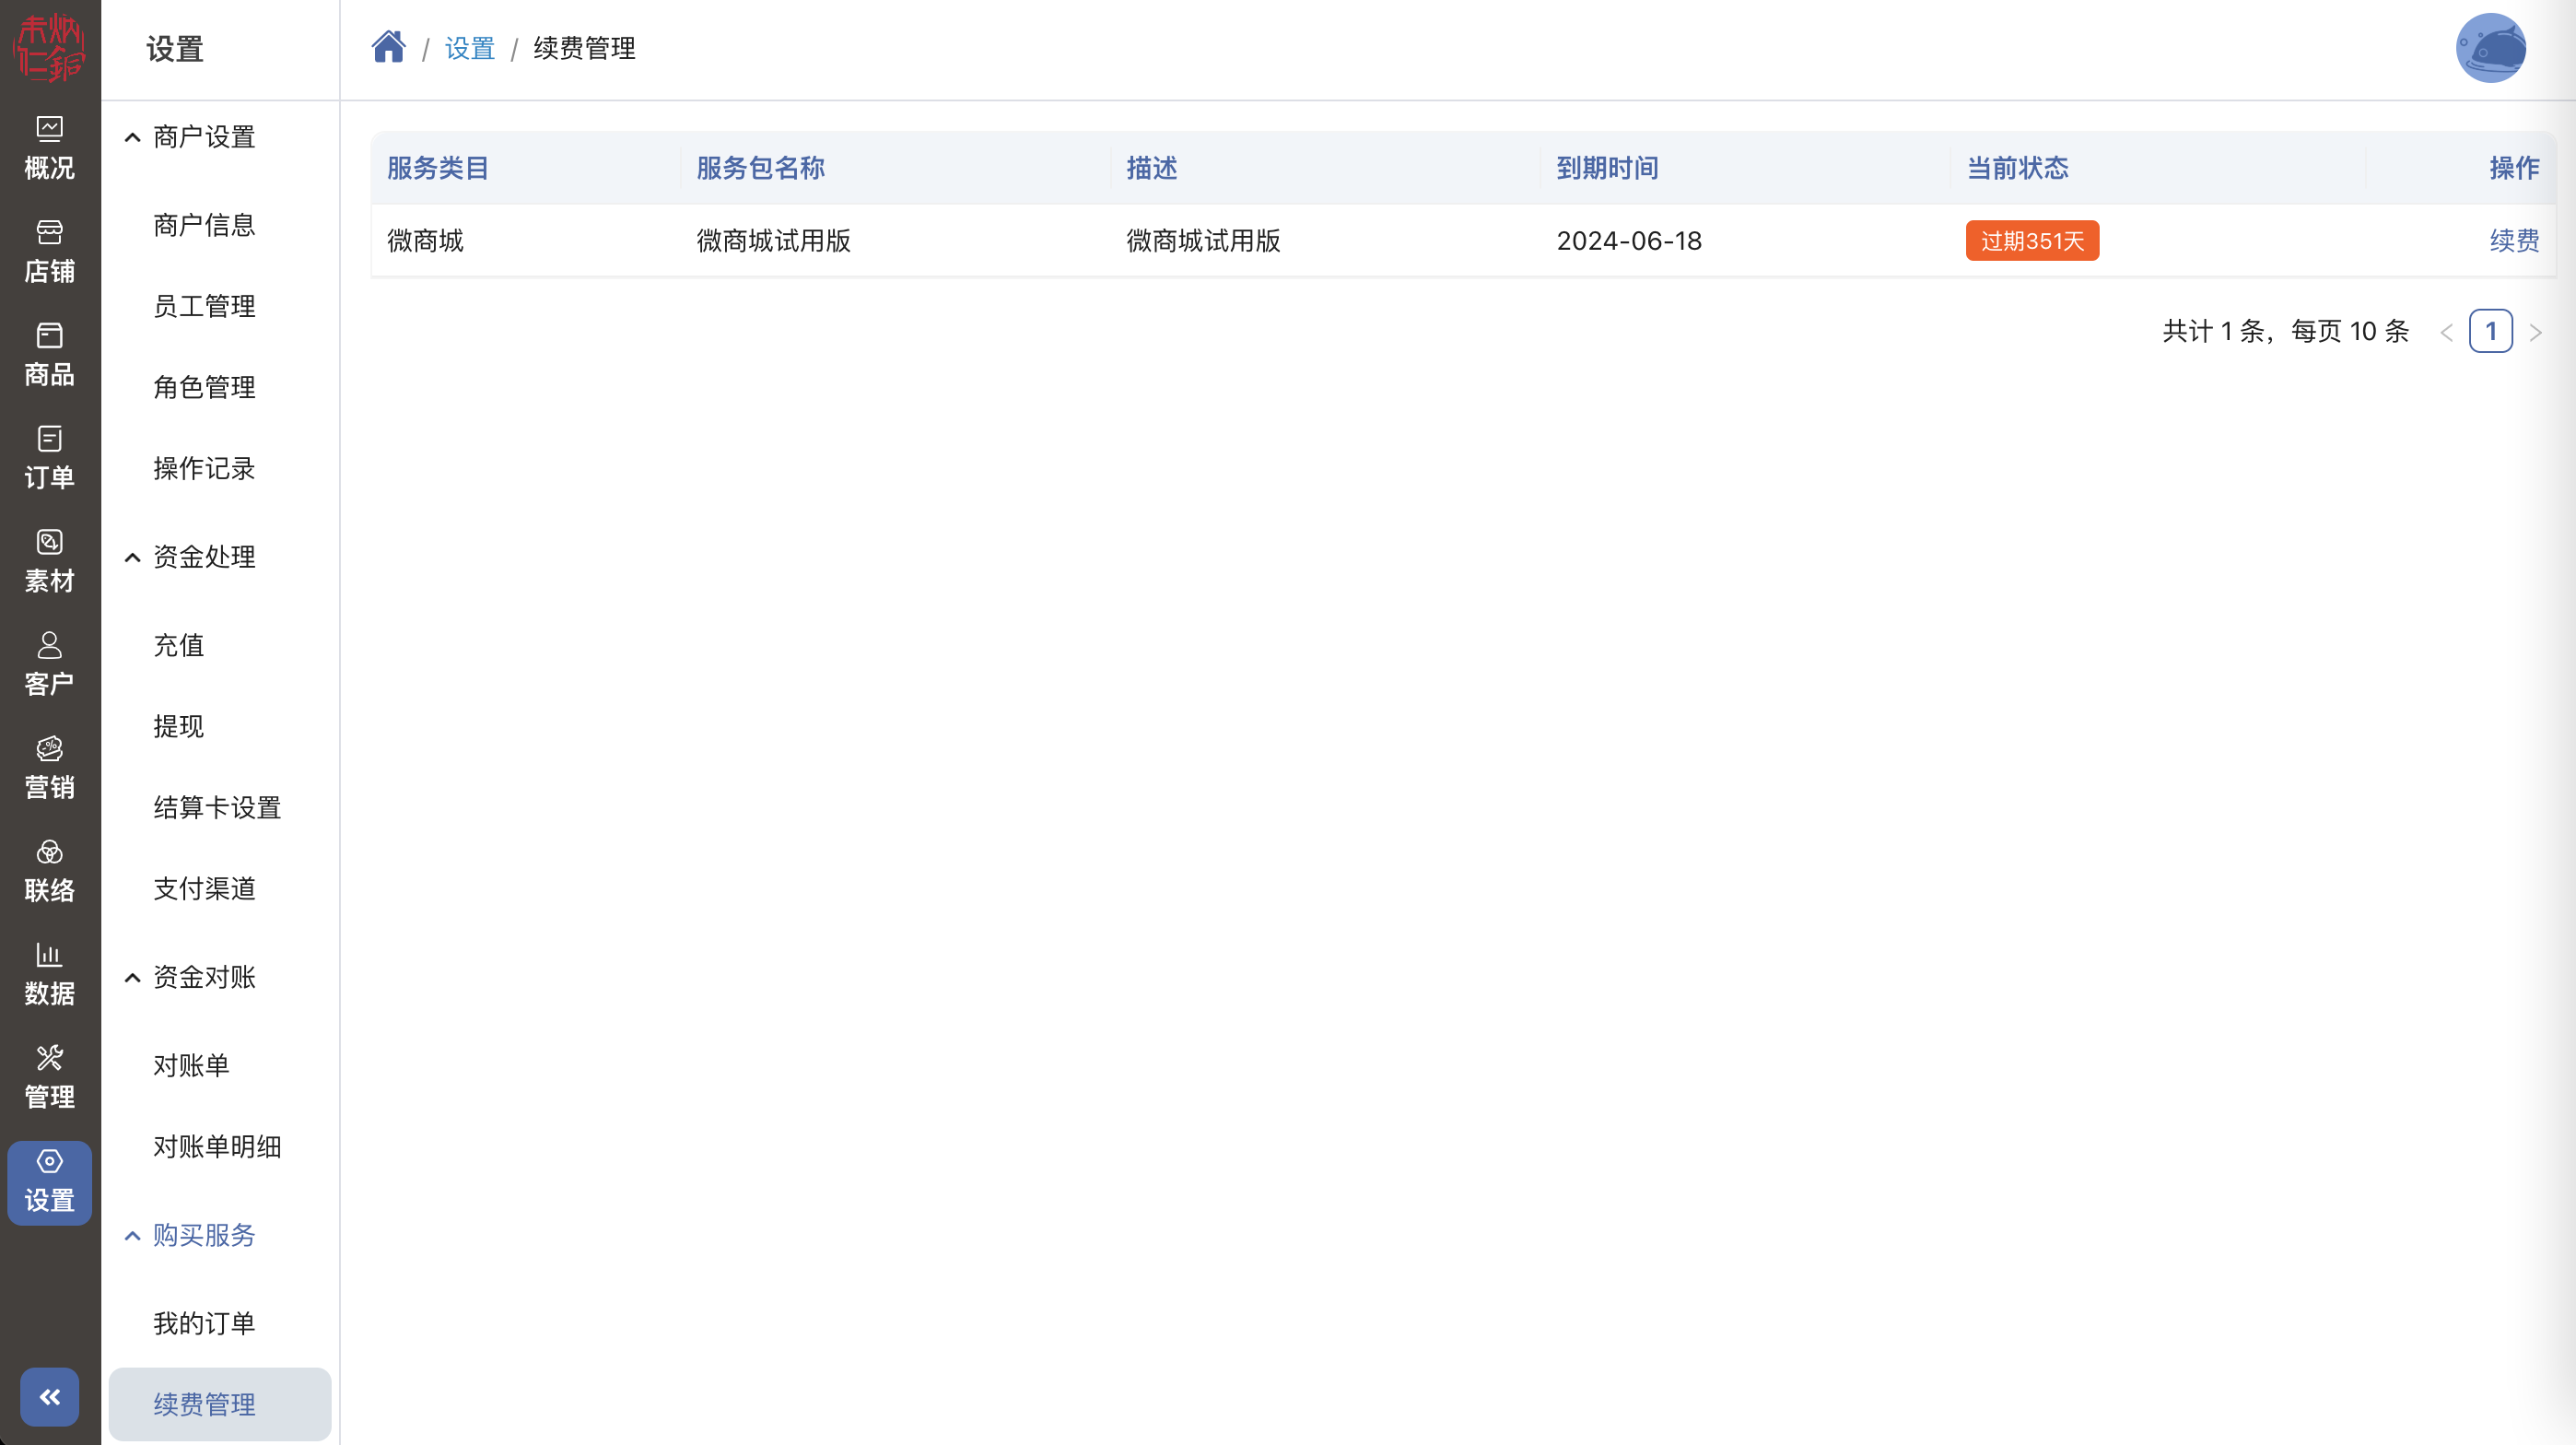 设置
/ 设置 / 续费管理
概况
店铺
商品
订单
素材
客户
营销
联络
数据
管理
设置
商户设置
商户信息
员工管理
角色管理
操作记录
资金处理
充值
提现
结算卡设置
支付渠道
资金对账
对账单
对账单明细
购买服务
我的订单
续费管理
服务类目 服务包名称 描述 到期时间 当前状态 操作
微商城 微商城试用版 微商城试用版 2024-06-18 过期351天 续费
共计 1 条，每页 10 条 < 1 >